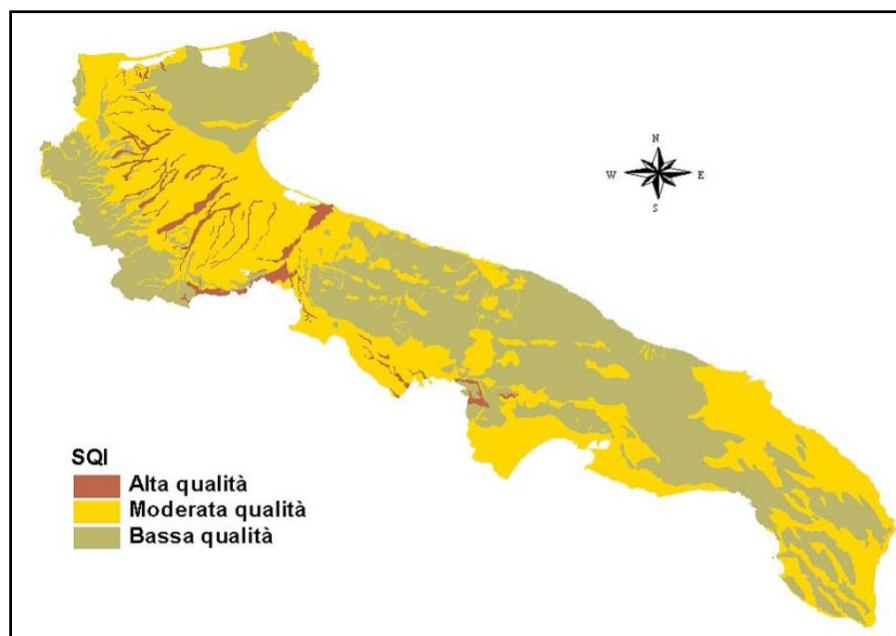 N
W E
S
SQI
Alta qualità
Moderata qualità
Bassa qualità